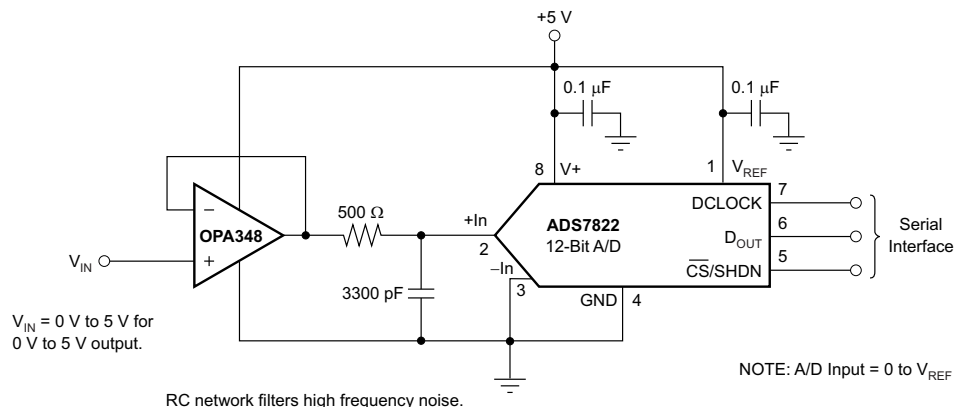 +5 V
0.1 μF
0.1 μF
8
V+
1
VREF
7
DCLOCK
500 Ω
+In
2
ADS7822
12-Bit A/D
DOUT
6
Serial
Interface
−
OPA348
+
VIN
−In
3
CS/SHDN
5
3300 pF
GND
4
VIN = 0 V to 5 V for
0 V to 5 V output.
NOTE: A/D Input = 0 to VREF
RC network filters high frequency noise.